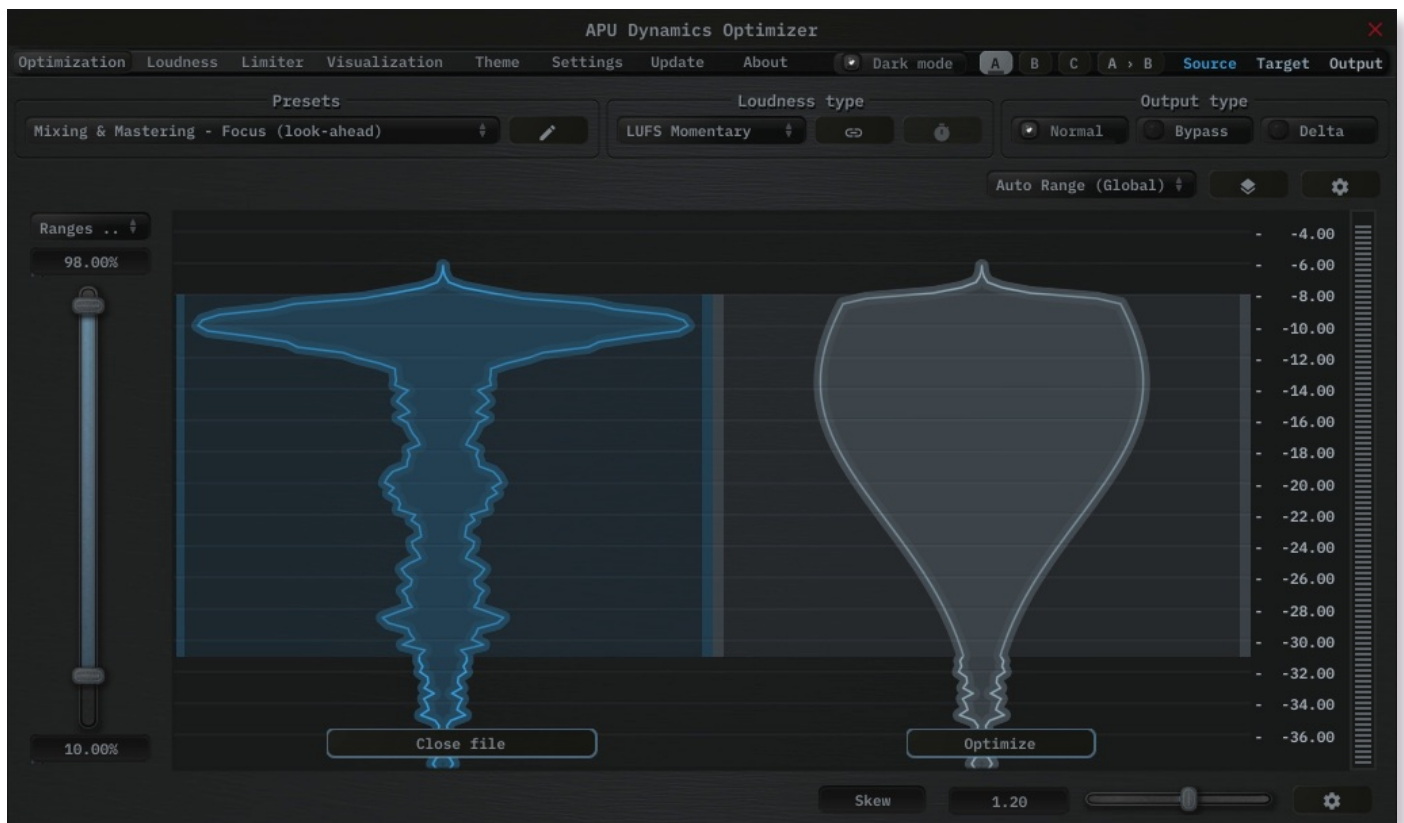 APU Dynamics Optimizer
Optimization Loudness Limiter Visualization Theme Settings Update About Dark mode A B C A › B Source Target Output
Presets Loudness type Output type
Mixing & Mastering - Focus (look-ahead) LUFS Momentary Normal Bypass Delta
Auto Range (Global)
Ranges ..
98.00%
- -4.00
- -6.00
- -8.00
- -10.00
- -12.00
- -14.00
- -16.00
- -18.00
- -20.00
- -22.00
- -24.00
- -26.00
- -28.00
- -30.00
- -32.00
- -34.00
- -36.00
10.00% Close file Optimize
Skew 1.20